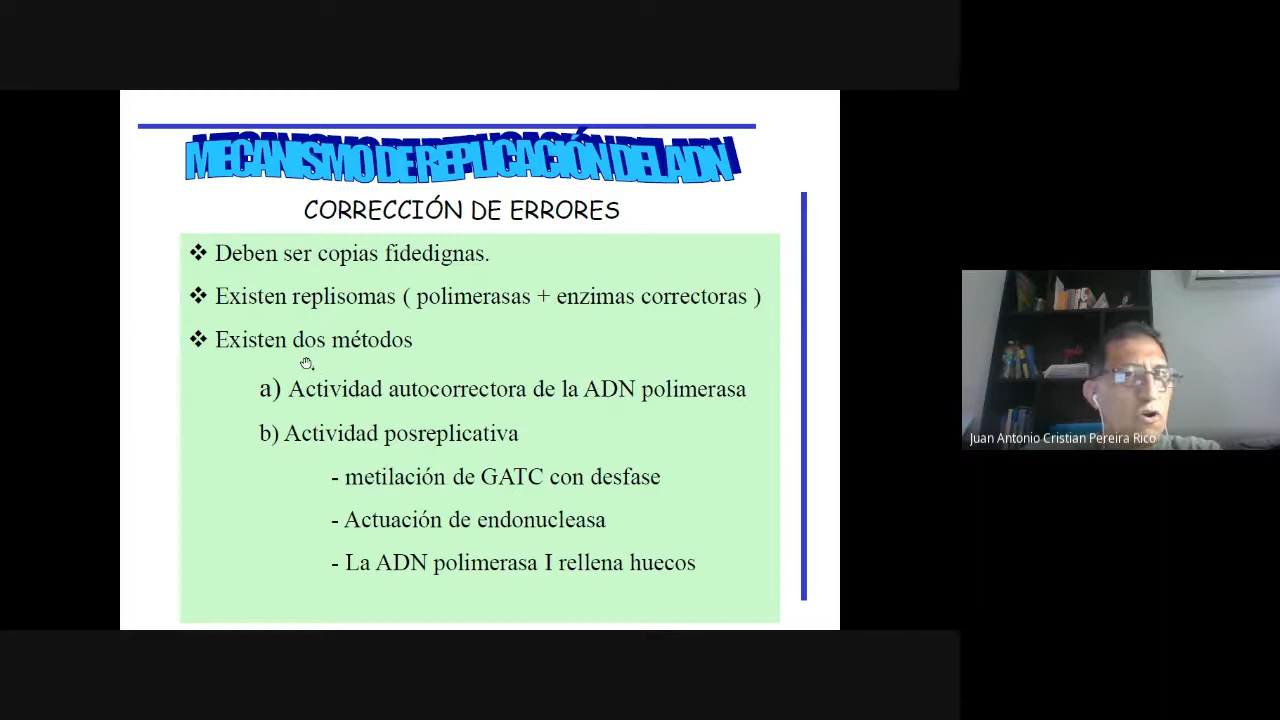 MECANISMO DE REPLICACIÓN DEL ADN
CORRECCIÓN DE ERRORES
❖ Deben ser copias fidedignas.
❖ Existen replisomas ( polimerasas + enzimas correctoras )
❖ Existen dos métodos
a) Actividad autocorrectora de la ADN polimerasa
b) Actividad posreplicativa
- metilación de GATC con desfase
- Actuación de endonucleasa
- La ADN polimerasa I rellena huecos
Juan Antonio Cristian Pereira Rico